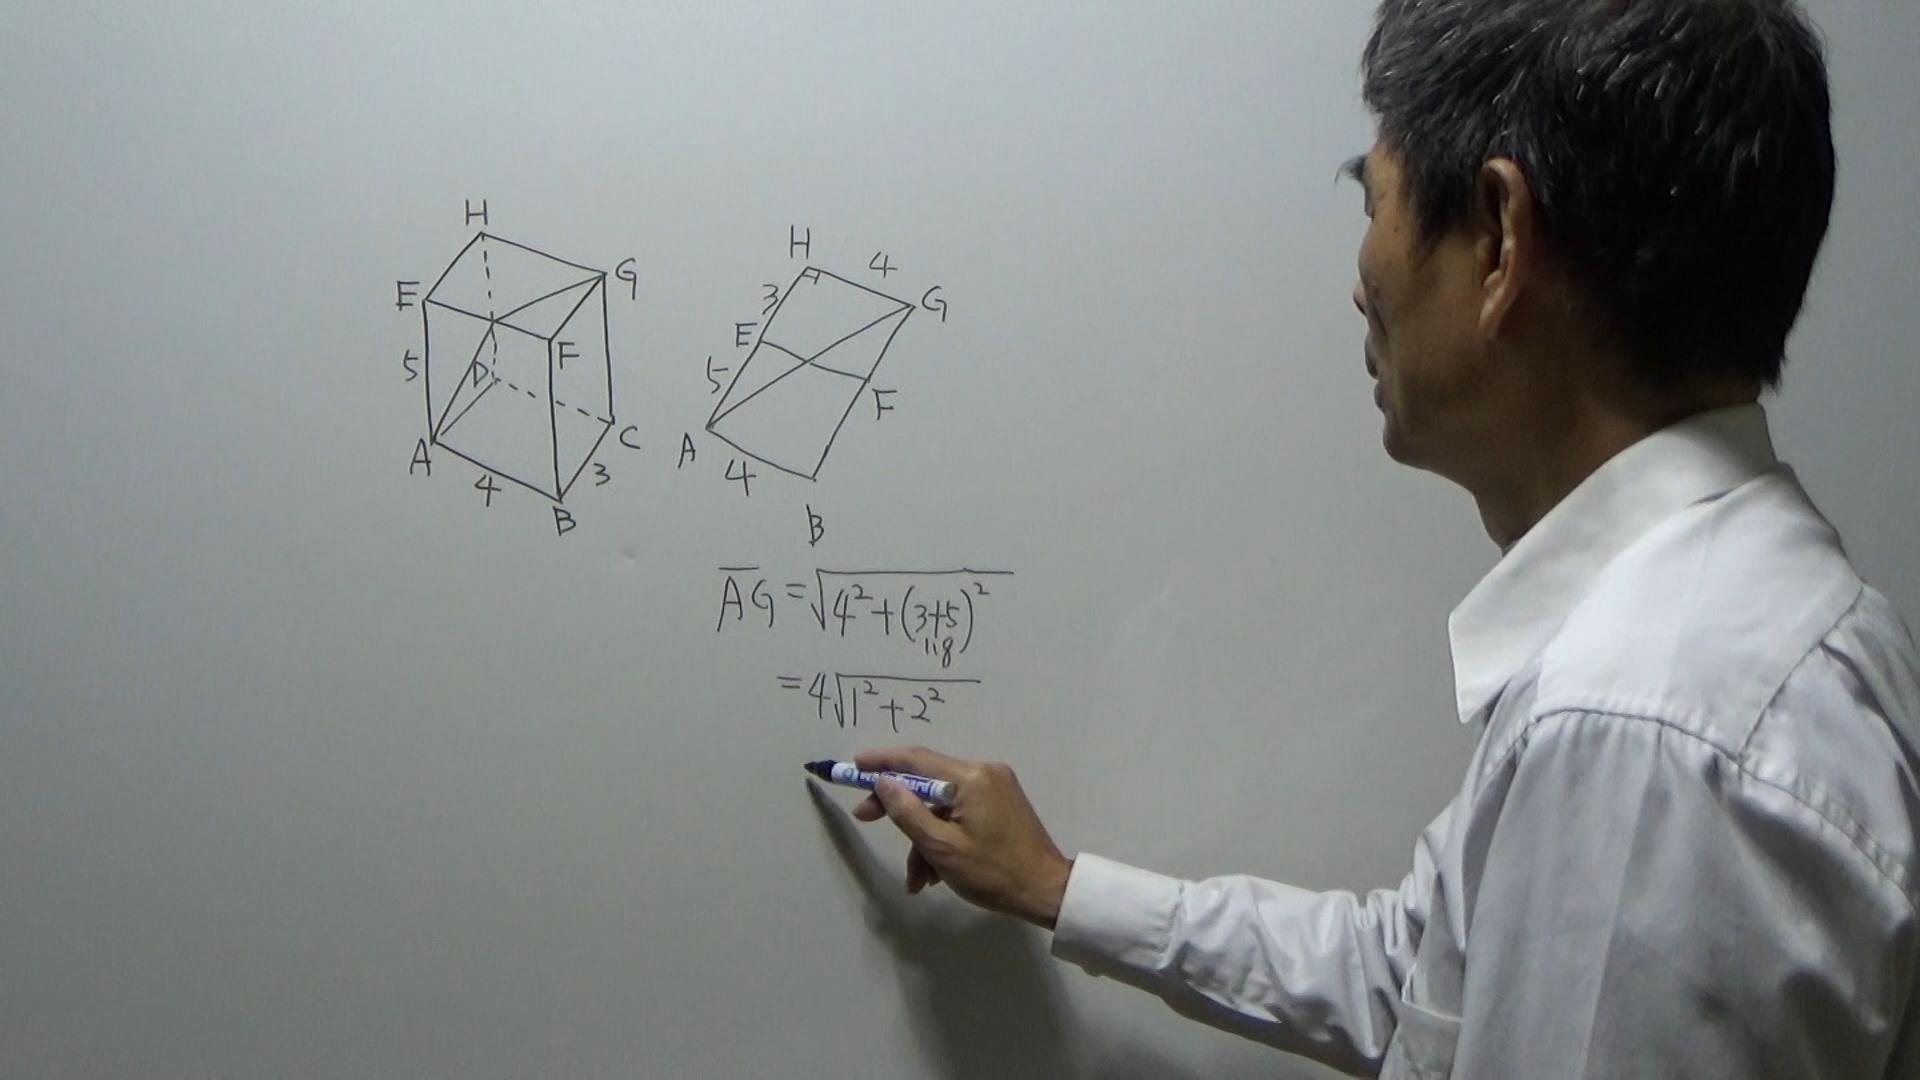 H
E
G
5
F
D
A
C
4
3
B
H
4
3
G
E
5
F
A
4
B
AG = √4² + (3+5)²
"8
= 4√1² + 2²